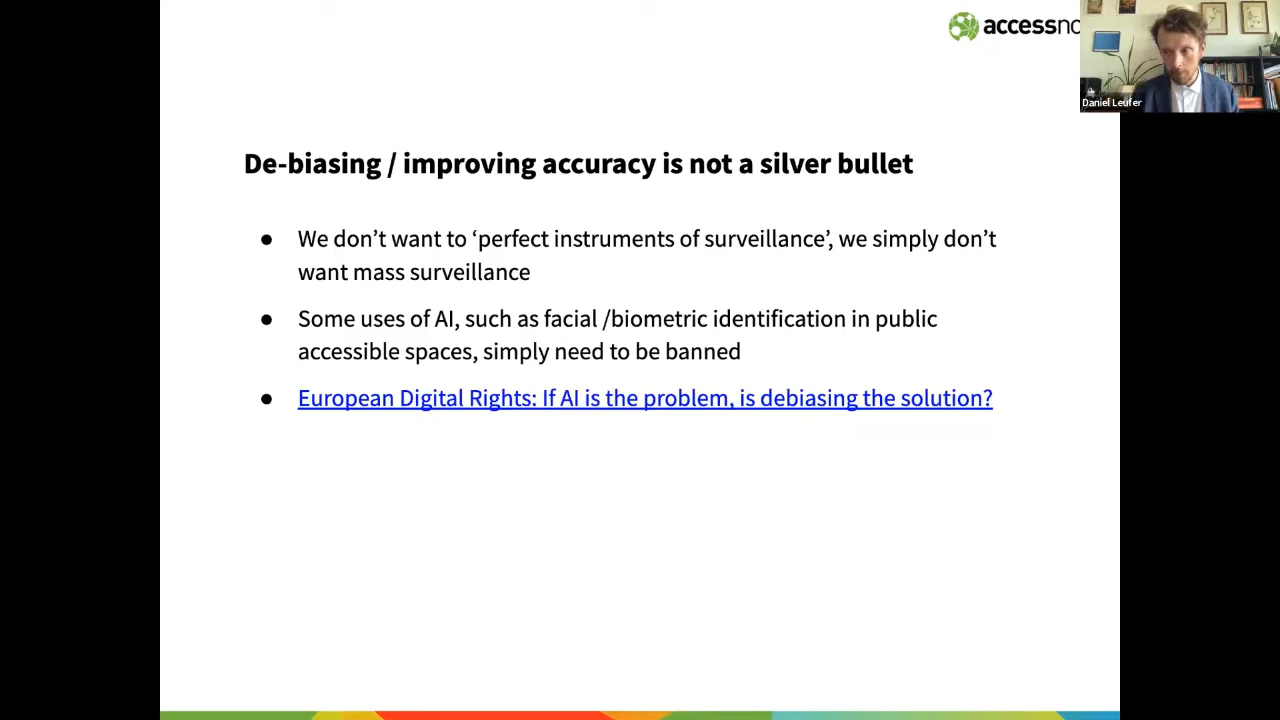 accessno
Daniel Leufer
De-biasing / improving accuracy is not a silver bullet
● We don’t want to ‘perfect instruments of surveillance’, we simply don’t
want mass surveillance
● Some uses of AI, such as facial /biometric identification in public
accessible spaces, simply need to be banned
● European Digital Rights: If AI is the problem, is debiasing the solution?